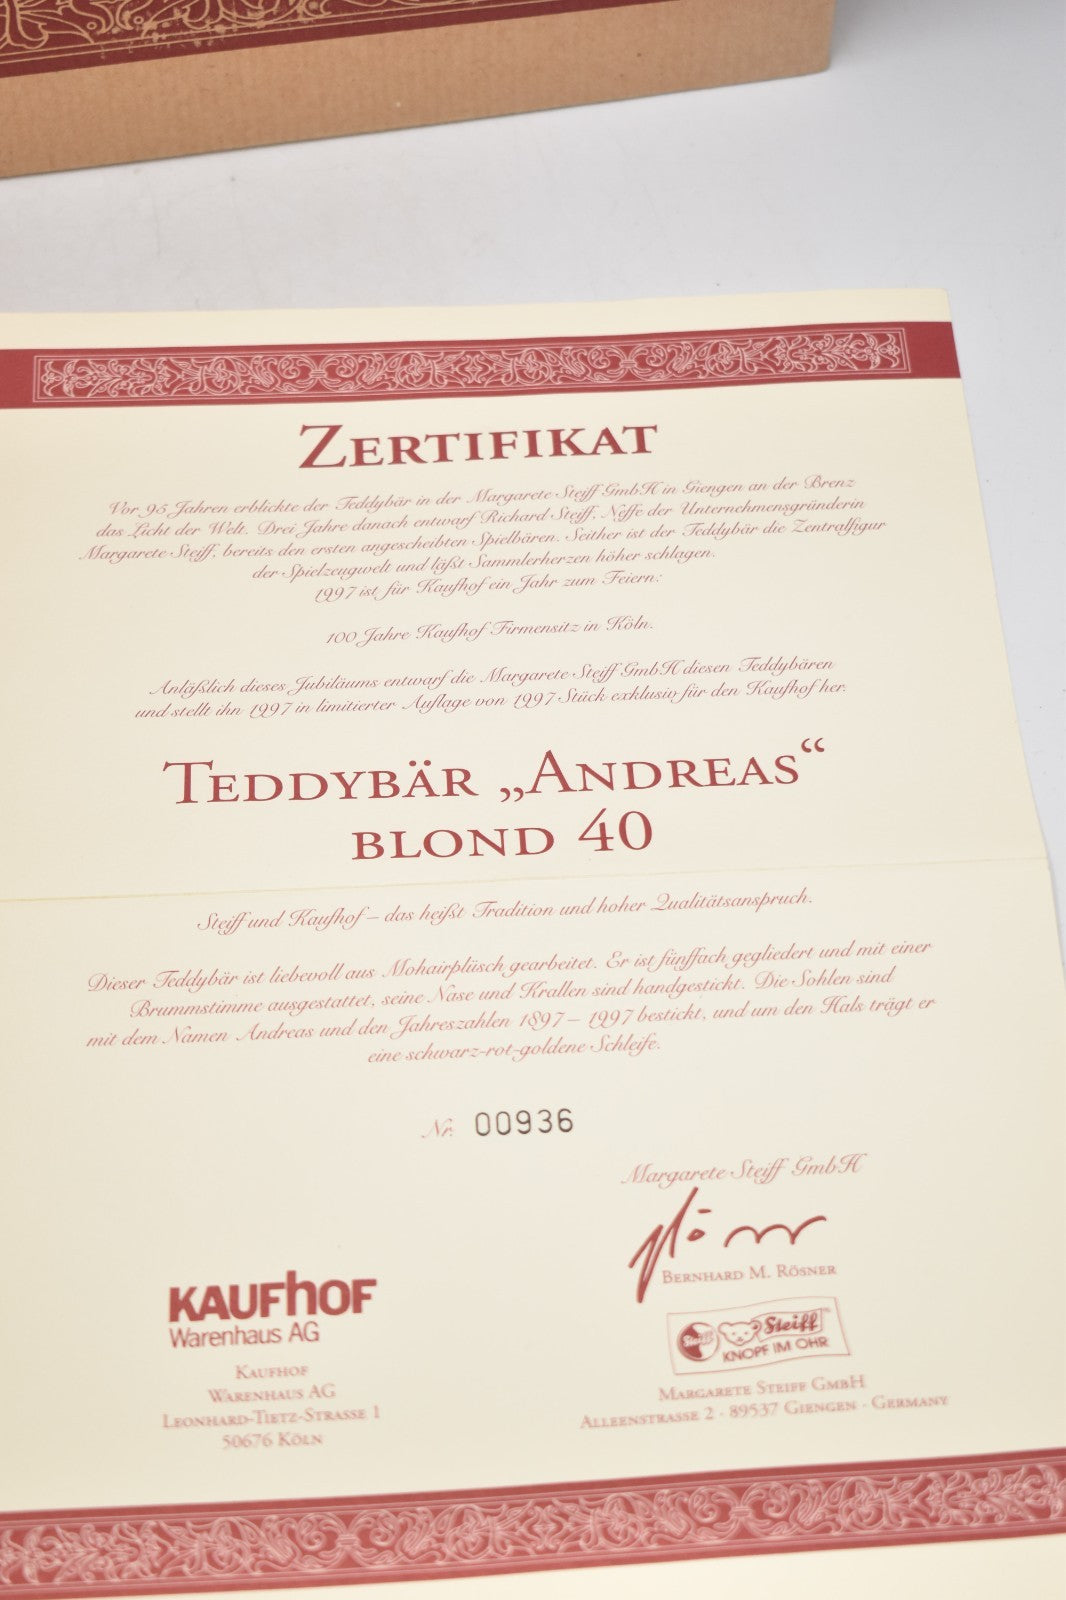 ZERTIFIKAT
Vor 95 Jahren erblickte der Teddybär in der Margarete Steiff GmbH in Giengen an der Brenz
das Licht der Welt. Drei Jahre danach entwarf Richard Steiff, Neffe der Unternehmensgründerin
Margarete Steiff, bereits den ersten angescheibten Spielbären. Seither ist der Teddybär die Zentralfigur
der Spielzeugwelt und läßt Sammlerherzen höher schlagen.
1997 ist für Kaufhof ein Jahr zum Feiern:
100 Jahre Kaufhof Firmensitz in Köln.
Anläßlich dieses Jubiläums entwarf die Margarete Steiff GmbH diesen Teddybären
und stellt ihn 1997 in limitierter Auflage von 1997 Stück exklusiv für den Kaufhof her.
TEDDYBÄR „ANDREAS“
BLOND 40
Steiff und Kaufhof – das heißt Tradition und hoher Qualitätsanspruch.
Dieser Teddybär ist liebevoll aus Mohairplüsch gearbeitet. Er ist fünffach gegliedert und mit einer
Brummstimme ausgestattet, seine Nase und Krallen sind handgestickt. Die Sohlen sind
mit dem Namen Andreas und den Jahreszahlen 1897 – 1997 bestickt, und um den Hals trägt er
eine schwarz-rot-goldene Schleife.
Nr. 00936
Margarete Steiff GmbH
BERNHARD M. RÖSNER
KAUFhOF
Warenhaus AG
KAUFHOF
WARENHAUS AG
LEONHARD-TIETZ-STRASSE 1
50676 KÖLN
Steiff Steiff
KNOPF IM OHR
MARGARETE STEIFF GMBH
ALLEENSTRASSE 2 · 89537 GIENGEN · GERMANY